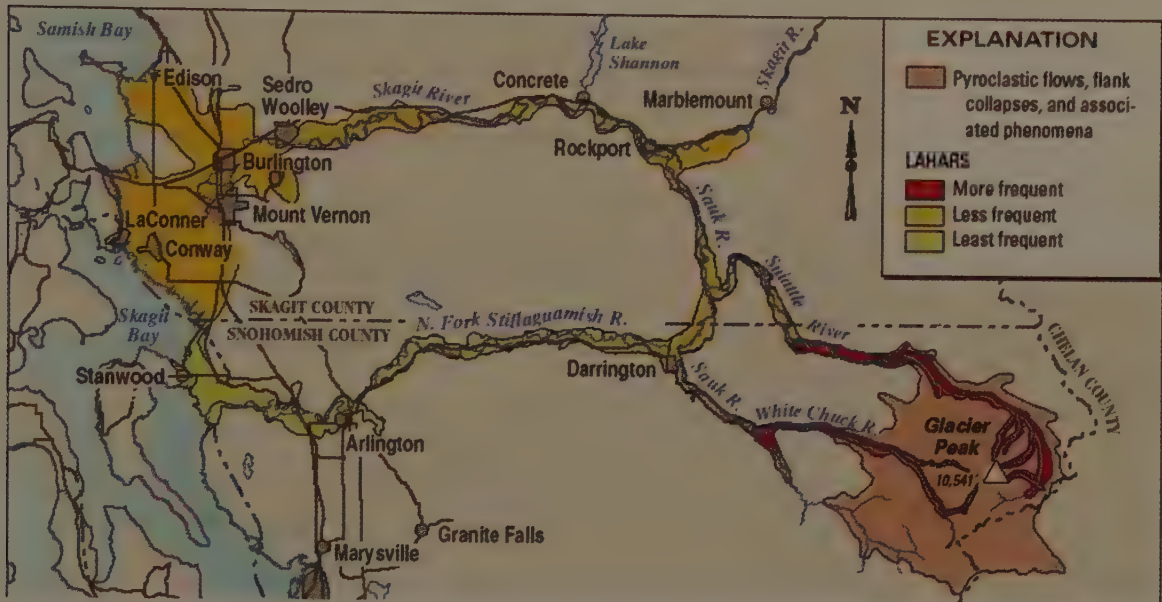 Samish Bay
Edison
Sedro
Woolley
Skagit River
Concrete
Lake
Shannon
Skagit R.
Marblemount
Rockport
N
Burlington
Mount Vernon
LaConner
Conway
Sauk R.
Suiattle
River
SKAGIT COUNTY
SNOHOMISH COUNTY
Skagit
Bay
N. Fork Stillaguamish R.
Stanwood
Darrington
Sauk R.
White Chuck R.
CHELAN COUNTY
Glacier
Peak
10,541'
Arlington
Granite Falls
Marysville
EXPLANATION
Pyroclastic flows, flank
collapses, and associ-
ated phenomena
LAHARS
More frequent
Less frequent
Least frequent